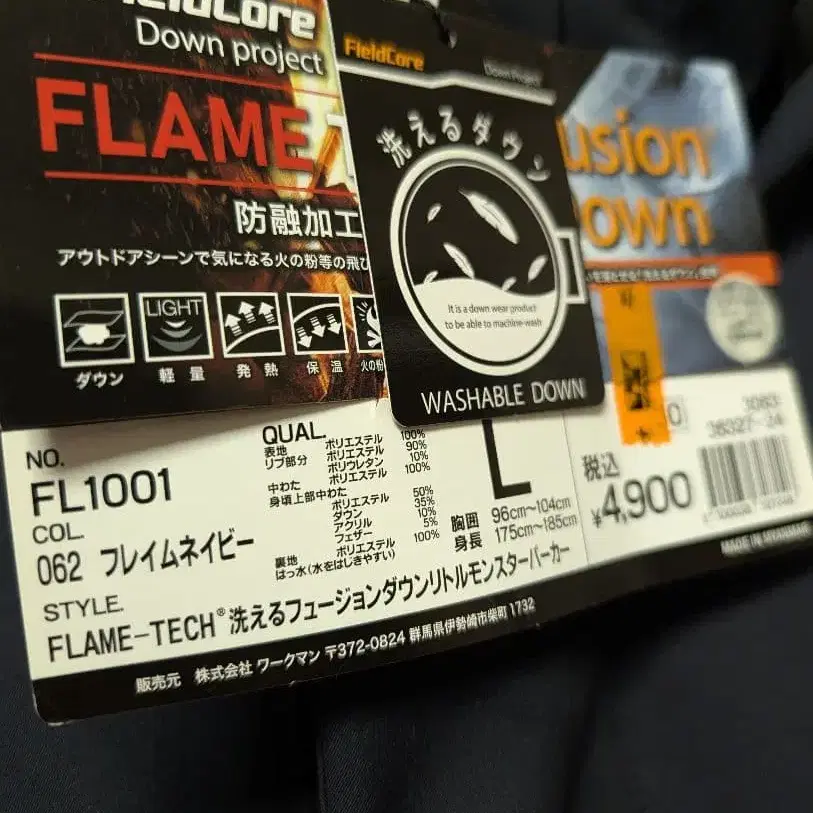 FieldCore
Down project
FLAME
防融加工
アウトドアシーンで気になる火の粉等の飛び
LIGHT
ダウン
軽量
発熱
保温
火の粉
FieldCore
Down Project
洗えるダウン
It is a down wear product
to be able to machine-wash
WASHABLE DOWN
usion
own
NO.
FL1001
COL.
062 フレイムネイビー
STYLE.
FLAME-TECH®洗えるフュージョンダウンリトルモンスターパーカー
QUAL.
表地 ポリエステル 100%
リブ部分 ポリエステル 90%
ポリウレタン 10%
中わた ポリエステル 100%
身頃上部中わた
ポリエステル 50%
ダウン 35%
アクリル 10%
フェザー 5%
裏地 ポリエステル 100%
はっ水(水をはじきやすい)
L
胸囲 96cm~104cm
身長 175cm~185cm
税込
¥4,900
3063
36327-24
MADE IN MYANMAR
販売元 株式会社 ワークマン 〒372-0824 群馬県伊勢崎市柴町1732